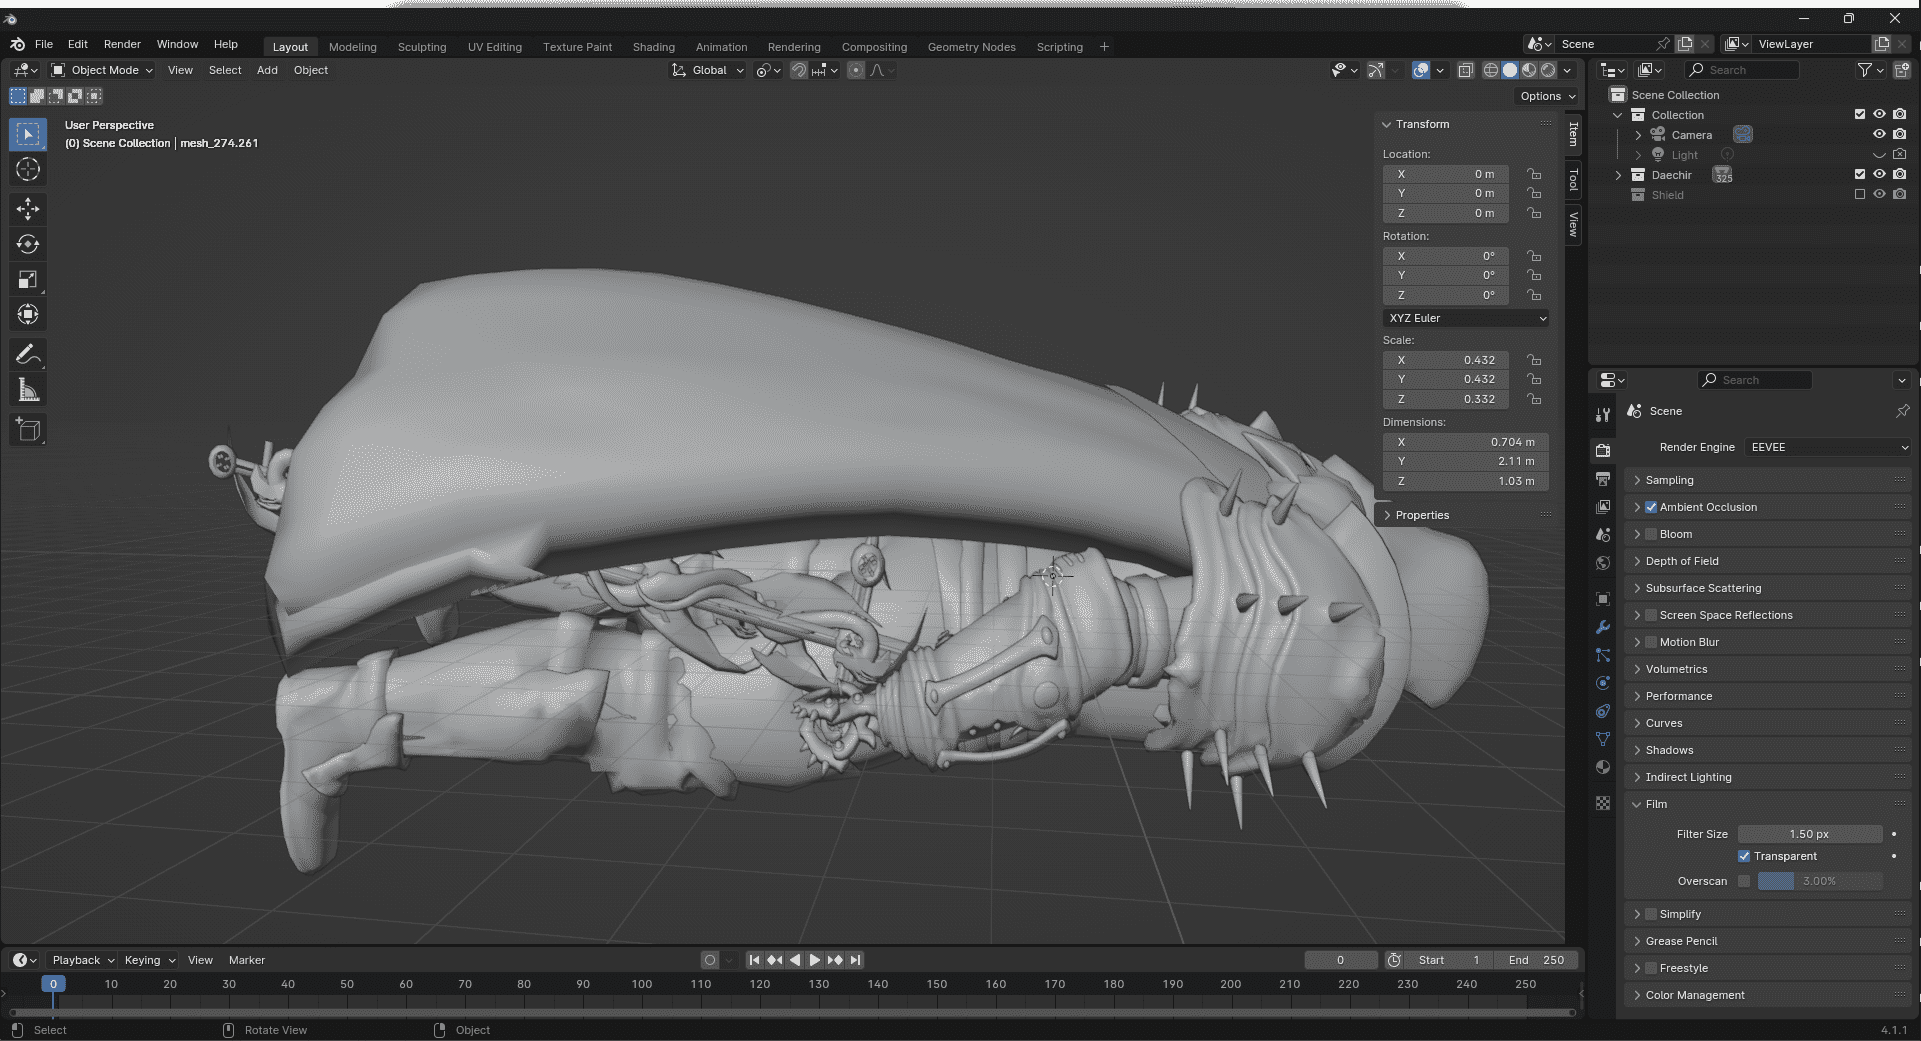 File Edit Render Window Help
Layout Modeling Sculpting UV Editing Texture Paint Shading Animation Rendering Compositing Geometry Nodes Scripting +
Scene
ViewLayer
Object Mode View Select Add Object
Global
Options
User Perspective
(0) Scene Collection | mesh_274.261
Transform
Location:
X 0 m
Y 0 m
Z 0 m
Rotation:
X 0°
Y 0°
Z 0°
XYZ Euler
Scale:
X 0.432
Y 0.432
Z 0.332
Dimensions:
X 0.704 m
Y 2.11 m
Z 1.03 m
Properties
Item
Tool
View
Search
Scene Collection
Collection
Camera
Light
Daechir 325
Shield
Search
Scene
Render Engine EEVEE
Sampling
Ambient Occlusion
Bloom
Depth of Field
Subsurface Scattering
Screen Space Reflections
Motion Blur
Volumetrics
Performance
Curves
Shadows
Indirect Lighting
Film
Filter Size 1.50 px
Transparent
Overscan 3.00%
Simplify
Grease Pencil
Freestyle
Color Management
Playback Keying View Marker
0 Start 1 End 250
0 10 20 30 40 50 60 70 80 90 100 110 120 130 140 150 160 170 180 190 200 210 220 230 240 250
Select Rotate View Object
4.1.1